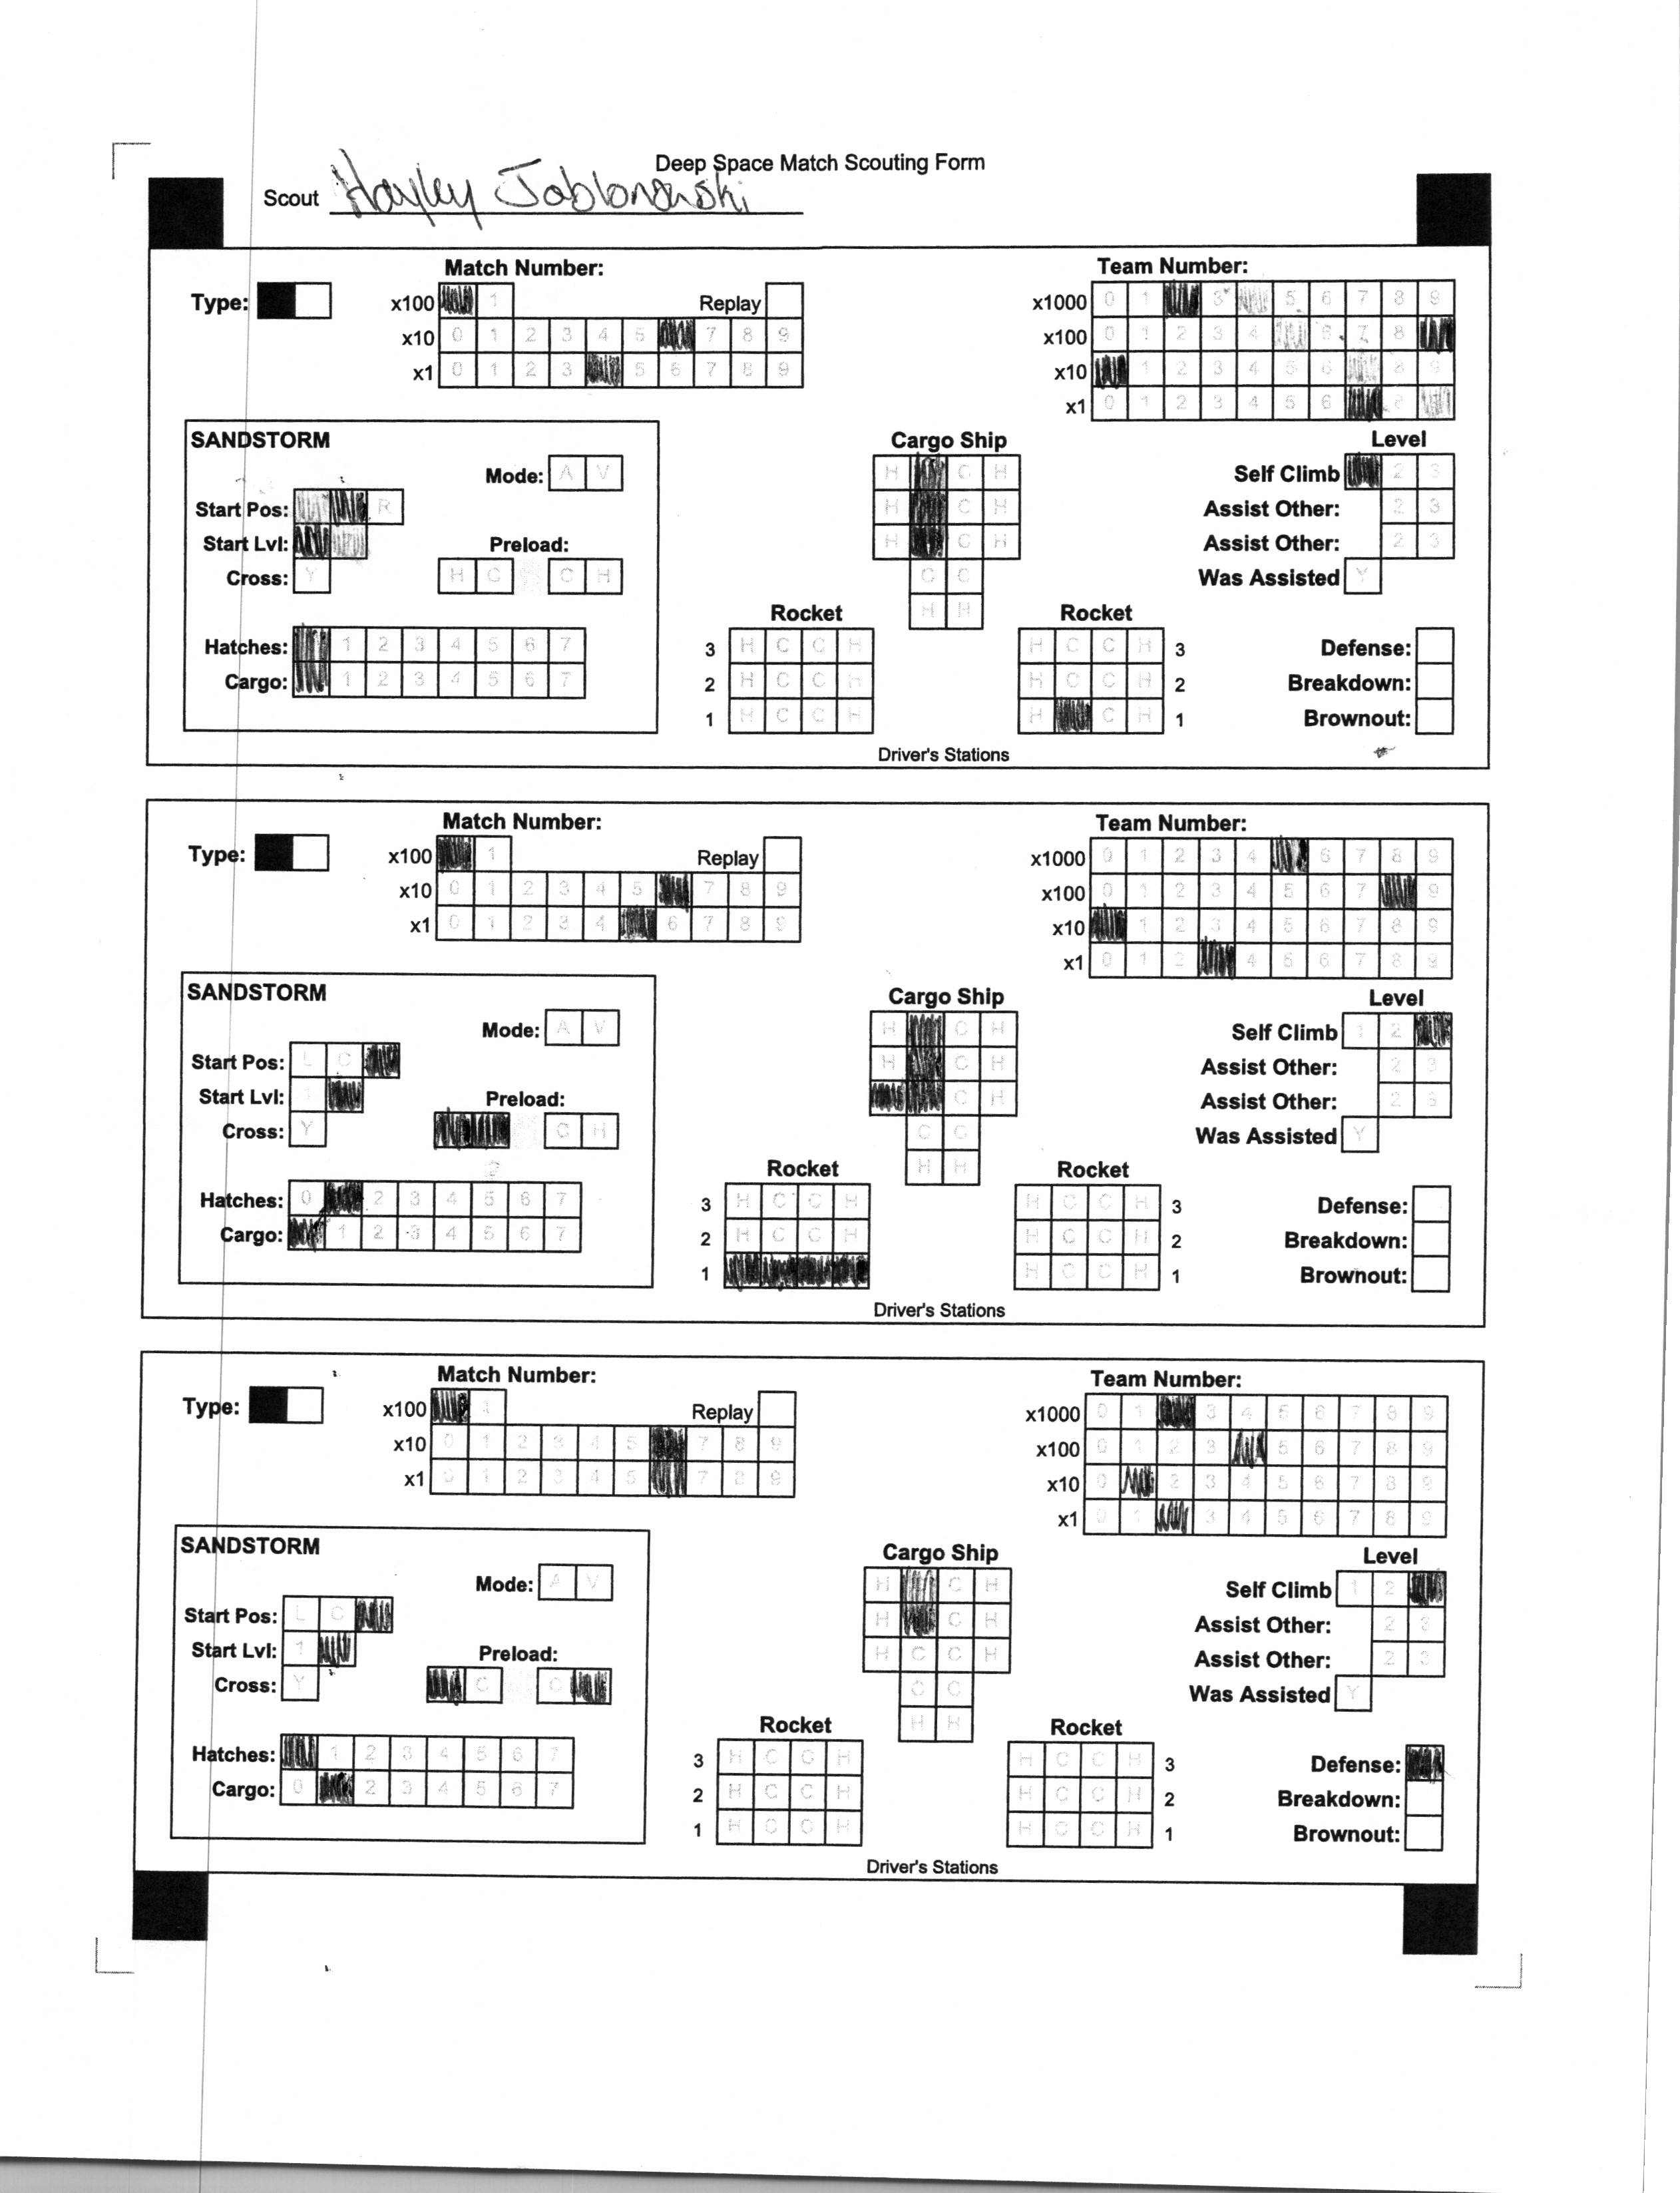 Deep Space Match Scouting Form
Scout Hayley Jablonowski
Match Number: Team Number:
Type: x100 1 Replay x1000 0 1 3 5 6 7 8 9
x10 0 1 2 3 4 5 7 8 9 x100 0 1 2 3 4 6 7 8
x1 0 1 2 3 5 6 7 8 9 x10 1 2 3 4 5 6 8 9
x1 0 1 2 3 4 5 6 8
SANDSTORM Cargo Ship Level
Mode: A V H C H Self Climb 2 3
Start Pos: R H C H Assist Other: 2 3
Start Lvl: Preload: H C H Assist Other: 2 3
Cross: Y H C C H C C Was Assisted Y
H H
Rocket Rocket
Hatches: 1 2 3 4 5 6 7 3 H C C H H C C H 3 Defense:
Cargo: 1 2 3 4 5 6 7 2 H C C H H C C H 2 Breakdown:
1 H C C H H C H 1 Brownout:
Driver's Stations
Match Number: Team Number:
Type: x100 1 Replay x1000 0 1 2 3 4 6 7 8 9
x10 0 1 2 3 4 5 7 8 9 x100 0 1 2 3 4 5 6 7 9
x1 0 1 2 3 4 6 7 8 9 x10 1 2 3 4 5 6 7 8 9
x1 0 1 2 4 5 6 7 8 9
SANDSTORM Cargo Ship Level
Mode: A V H C H Self Climb 1 2
Start Pos: L C H C H Assist Other: 2 3
Start Lvl: 1 Preload: C H Assist Other: 2 3
Cross: Y C H C C Was Assisted Y
H H
Rocket Rocket
Hatches: 0 2 3 4 5 6 7 3 H C C H H C C H 3 Defense:
Cargo: 1 2 3 4 5 6 7 2 H C C H H C C H 2 Breakdown:
1 H C C H 1 Brownout:
Driver's Stations
Match Number: Team Number:
Type: x100 1 Replay x1000 0 1 3 4 5 6 7 8 9
x10 0 1 2 3 4 5 7 8 9 x100 0 1 2 3 5 6 7 8 9
x1 0 1 2 3 4 5 7 8 9 x10 0 2 3 4 5 6 7 8 9
x1 0 1 3 4 5 6 7 8 9
SANDSTORM Cargo Ship Level
Mode: A V H C H Self Climb 1 2
Start Pos: L C H C H Assist Other: 2 3
Start Lvl: 1 Preload: H C C H Assist Other: 2 3
Cross: Y C C C C Was Assisted Y
H H
Rocket Rocket
Hatches: 1 2 3 4 5 6 7 3 H C C H H C C H 3 Defense:
Cargo: 0 2 3 4 5 6 7 2 H C C H H C C H 2 Breakdown:
1 H C C H H C C H 1 Brownout:
Driver's Stations